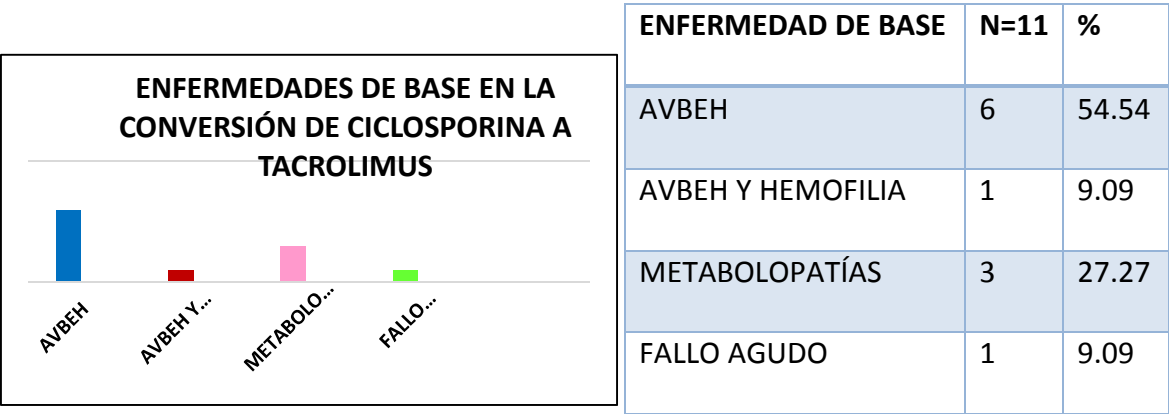 ENFERMEDADES DE BASE EN LA
CONVERSIÓN DE CICLOSPORINA A
TACROLIMUS
AVBEH
AVBEH Y...
METABOLO...
FALLO...
ENFERMEDAD DE BASE N=11 %
AVBEH 6 54.54
AVBEH Y HEMOFILIA 1 9.09
METABOLOPATÍAS 3 27.27
FALLO AGUDO 1 9.09